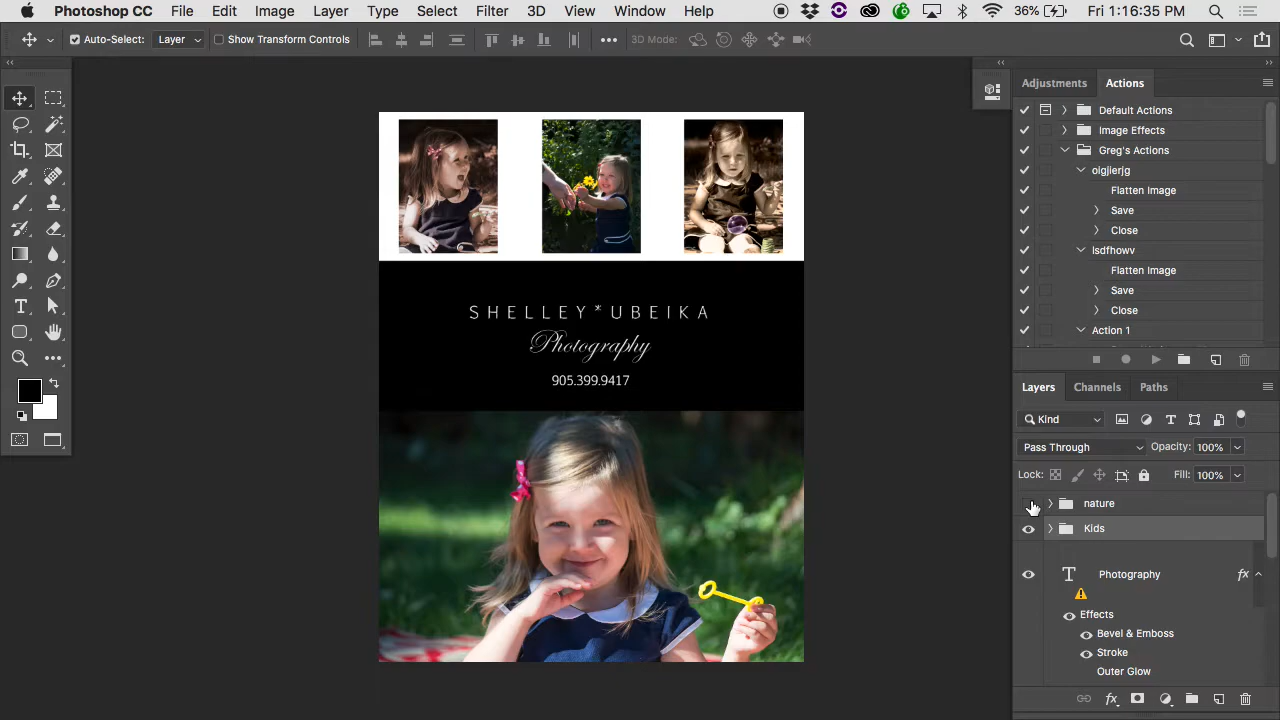 Photoshop CC File Edit Image Layer Type Select Filter 3D View Window Help 36% Fri 1:16:35 PM
Auto-Select: Layer Show Transform Controls 3D Mode:
Adjustments Actions
Default Actions
Image Effects
Greg's Actions
olgjlerjg
Flatten Image
Save
Close
lsdfhowv
Flatten Image
Save
Close
Action 1
SHELLEY*UBEIKA
Photography
905.399.9417
Layers Channels Paths
Kind
Pass Through Opacity: 100%
Lock: Fill: 100%
nature
Kids
T Photography fx
Effects
Bevel & Emboss
Stroke
Outer Glow
fx